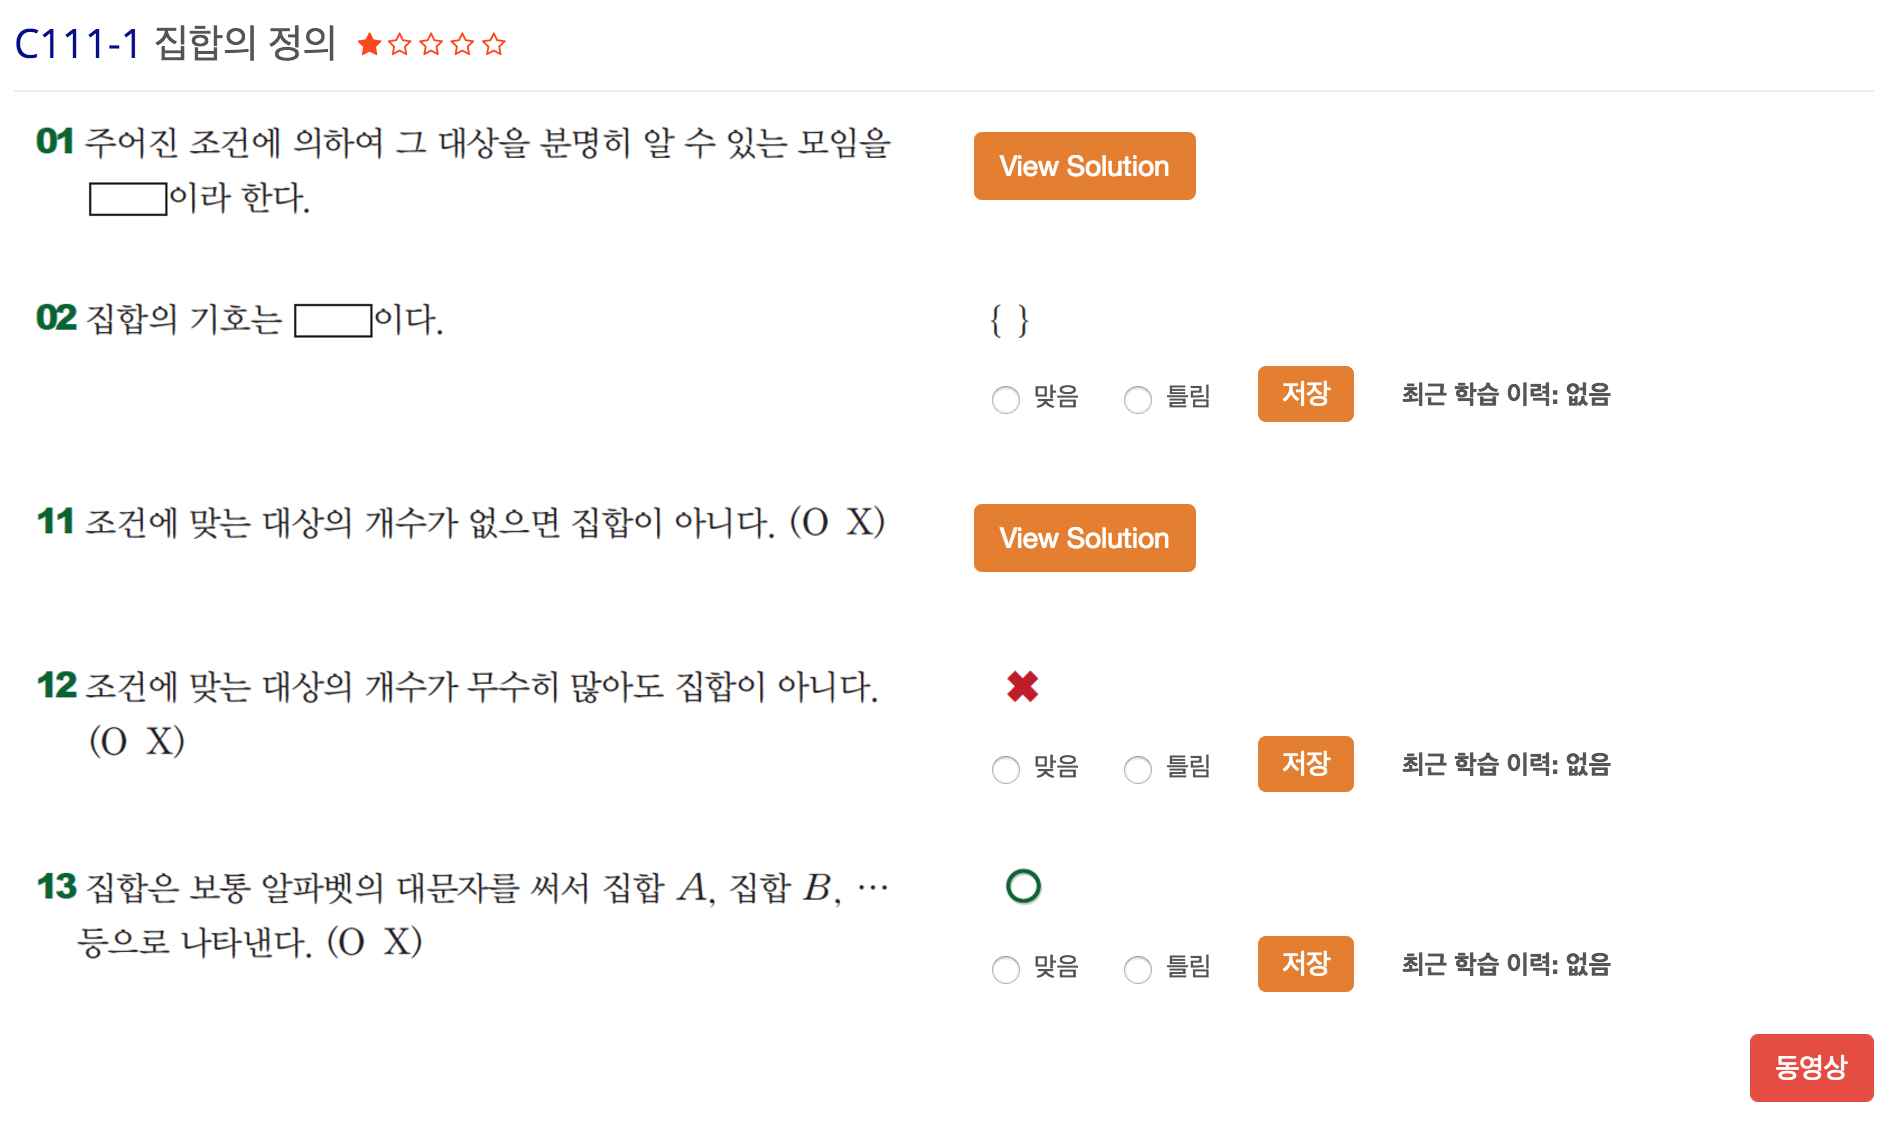 C111-1 집합의 정의
01 주어진 조건에 의하여 그 대상을 분명히 알 수 있는 모임을
이라 한다.
View Solution
02 집합의 기호는 이다.
{ }
맞음 틀림 저장 최근 학습 이력: 없음
11 조건에 맞는 대상의 개수가 없으면 집합이 아니다. (O X)
View Solution
12 조건에 맞는 대상의 개수가 무수히 많아도 집합이 아니다.
(O X)
맞음 틀림 저장 최근 학습 이력: 없음
13 집합은 보통 알파벳의 대문자를 써서 집합 A, 집합 B, ⋯
등으로 나타낸다. (O X)
맞음 틀림 저장 최근 학습 이력: 없음
동영상